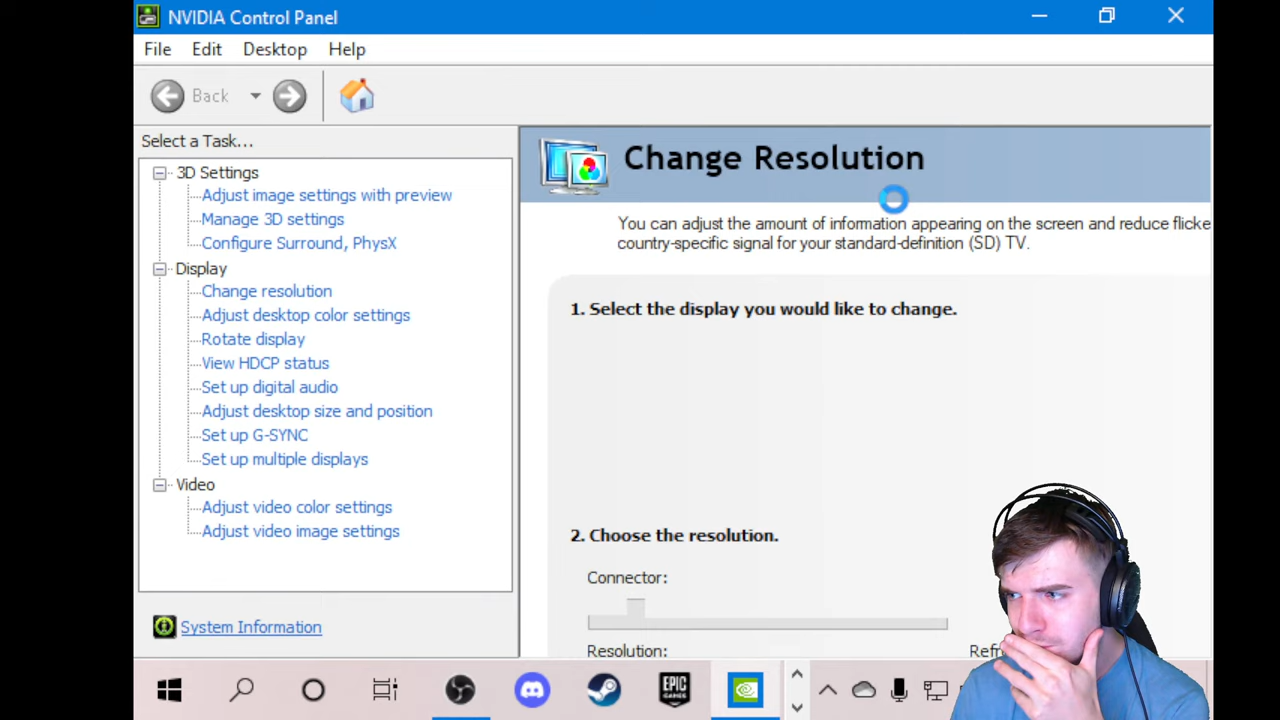 NVIDIA Control Panel
File Edit Desktop Help
Back
Select a Task...
3D Settings
Adjust image settings with preview
Manage 3D settings
Configure Surround, PhysX
Display
Change resolution
Adjust desktop color settings
Rotate display
View HDCP status
Set up digital audio
Adjust desktop size and position
Set up G-SYNC
Set up multiple displays
Video
Adjust video color settings
Adjust video image settings
System Information
Change Resolution
You can adjust the amount of information appearing on the screen and reduce flicke
country-specific signal for your standard-definition (SD) TV.
1. Select the display you would like to change.
2. Choose the resolution.
Connector:
Resolution: Refr
EPIC
GAMES